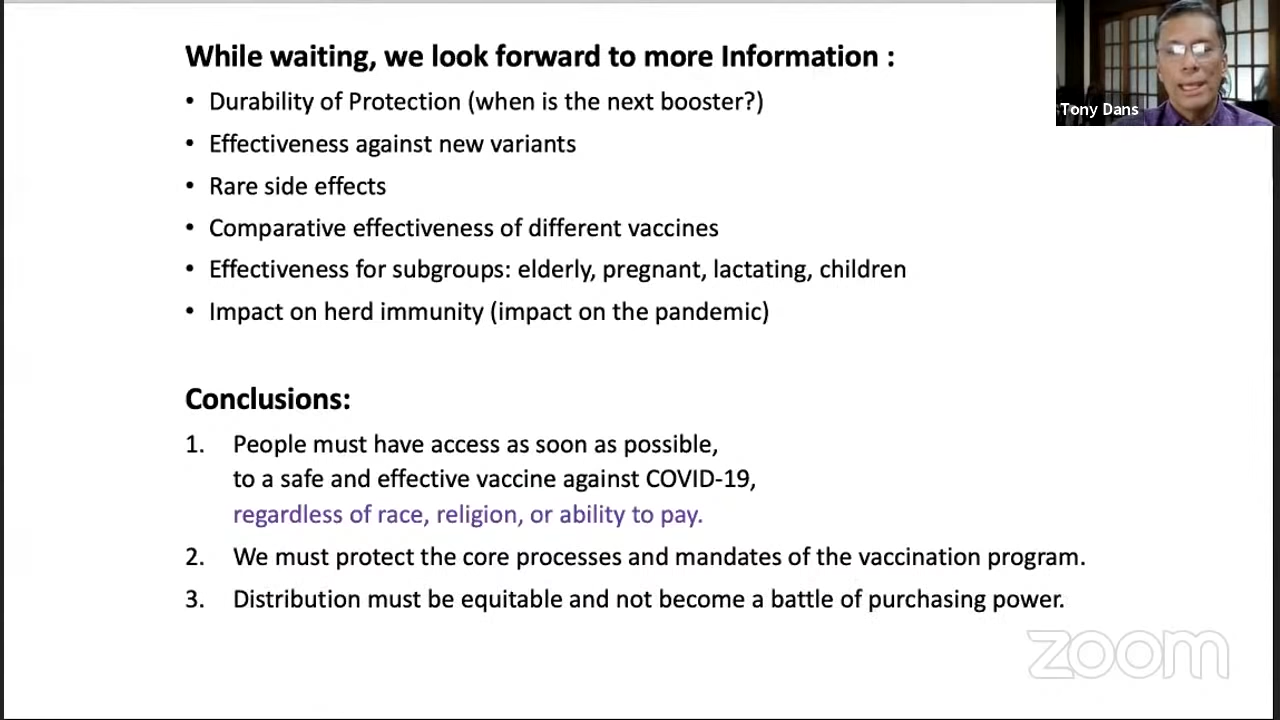 While waiting, we look forward to more Information :
• Durability of Protection (when is the next booster?)
• Effectiveness against new variants
• Rare side effects
• Comparative effectiveness of different vaccines
• Effectiveness for subgroups: elderly, pregnant, lactating, children
• Impact on herd immunity (impact on the pandemic)
Conclusions:
1. People must have access as soon as possible,
to a safe and effective vaccine against COVID-19,
regardless of race, religion, or ability to pay.
2. We must protect the core processes and mandates of the vaccination program.
3. Distribution must be equitable and not become a battle of purchasing power.
Tony Dans
zoom